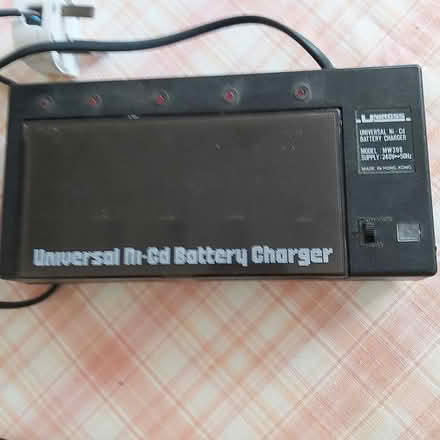 UNIROSS
UNIVERSAL Ni-Cd
BATTERY CHARGER
MODEL MW398
SUPPLY 240V~50Hz
MADE IN HONG KONG
Universal Ni-Cd Battery Charger